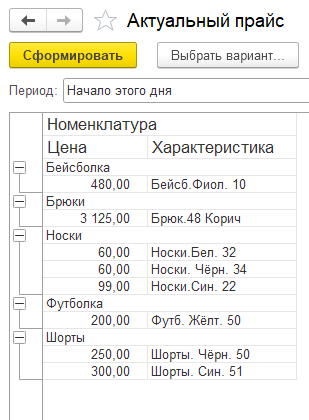 Актуальный прайс
Сформировать Выбрать вариант...
Период: Начало этого дня
Номенклатура
Цена Характеристика
Бейсболка
480,00 Бейсб.Фиол. 10
Брюки
3 125,00 Брюк.48 Корич
Носки
60,00 Носки.Бел. 32
60,00 Носки. Чёрн. 34
99,00 Носки.Син. 22
Футболка
200,00 Футб. Жёлт. 50
Шорты
250,00 Шорты. Чёрн. 50
300,00 Шорты. Син. 51